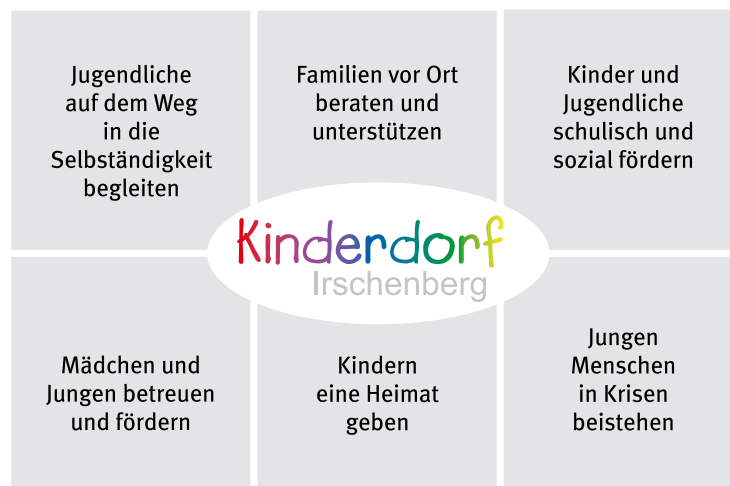 Jugendliche
auf dem Weg
in die
Selbständigkeit
begleiten
Familien vor Ort
beraten und
unterstützen
Kinder und
Jugendliche
schulisch und
sozial fördern
Kinderdorf
Irschenberg
Mädchen und
Jungen betreuen
und fördern
Kindern
eine Heimat
geben
Jungen
Menschen
in Krisen
beistehen